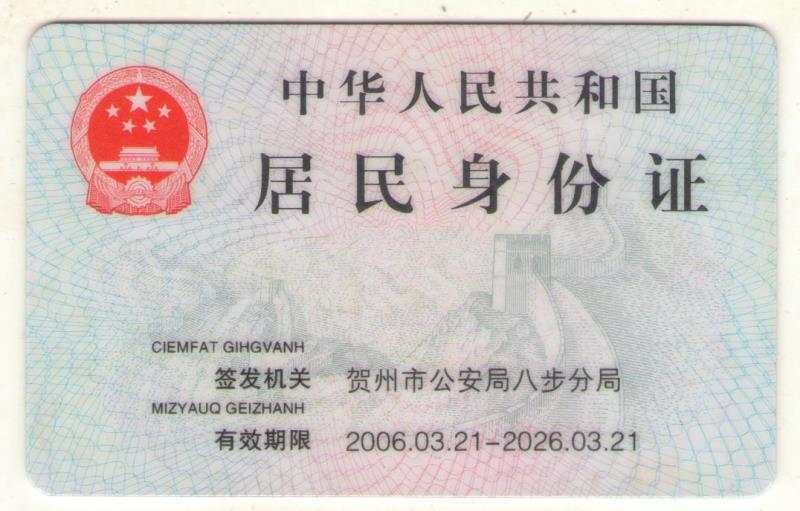 中华人民共和国
居民身份证
CIEMFAT GIHGVANH
签发机关 贺州市公安局八步分局
MIZYAUQ GEIZHANH
有效期限 2006.03.21-2026.03.21